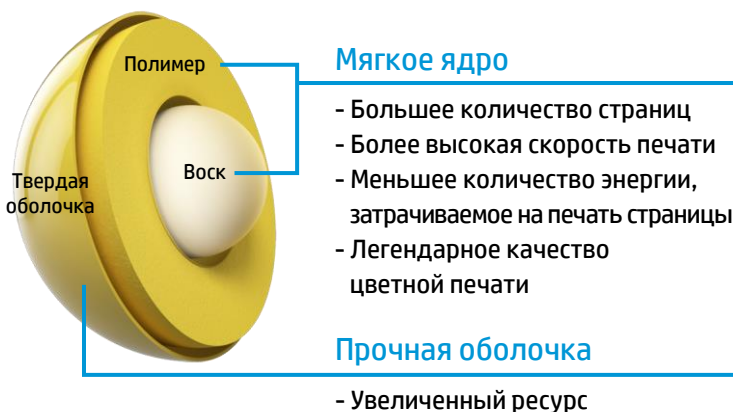 Полимер
Воск
Твердая
оболочка
Мягкое ядро
- Большее количество страниц
- Более высокая скорость печати
- Меньшее количество энергии,
затрачиваемое на печать страницы
- Легендарное качество
цветной печати
Прочная оболочка
- Увеличенный ресурс